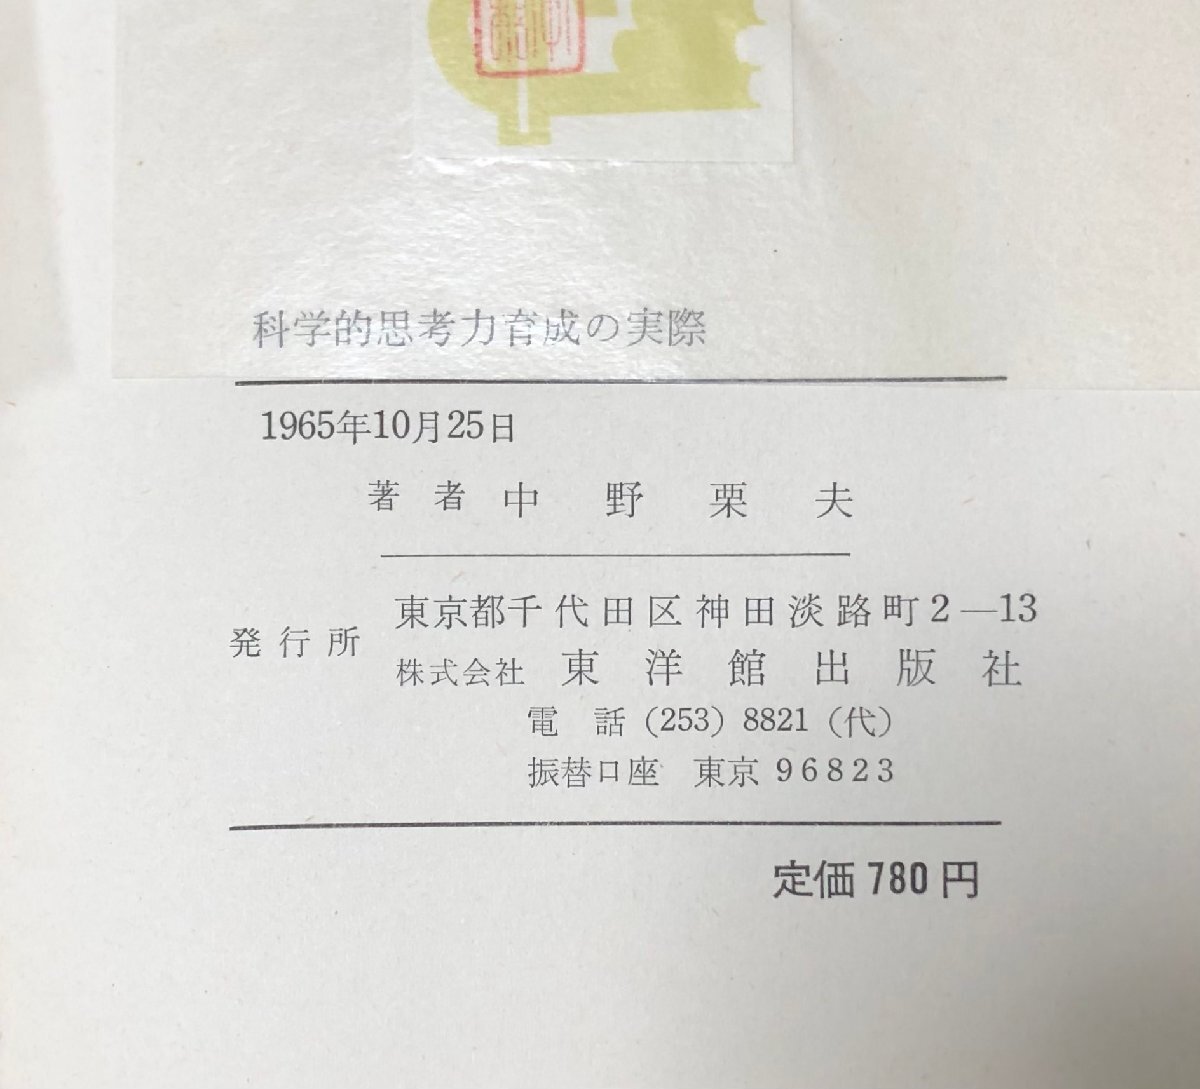 科学的思考力育成の実際
1965年10月25日
著者 中野栗夫
発行所
東京都千代田区神田淡路町2—13
株式会社 東洋館出版社
電話 (253) 8821 (代)
振替口座 東京 96823
定価 780 円